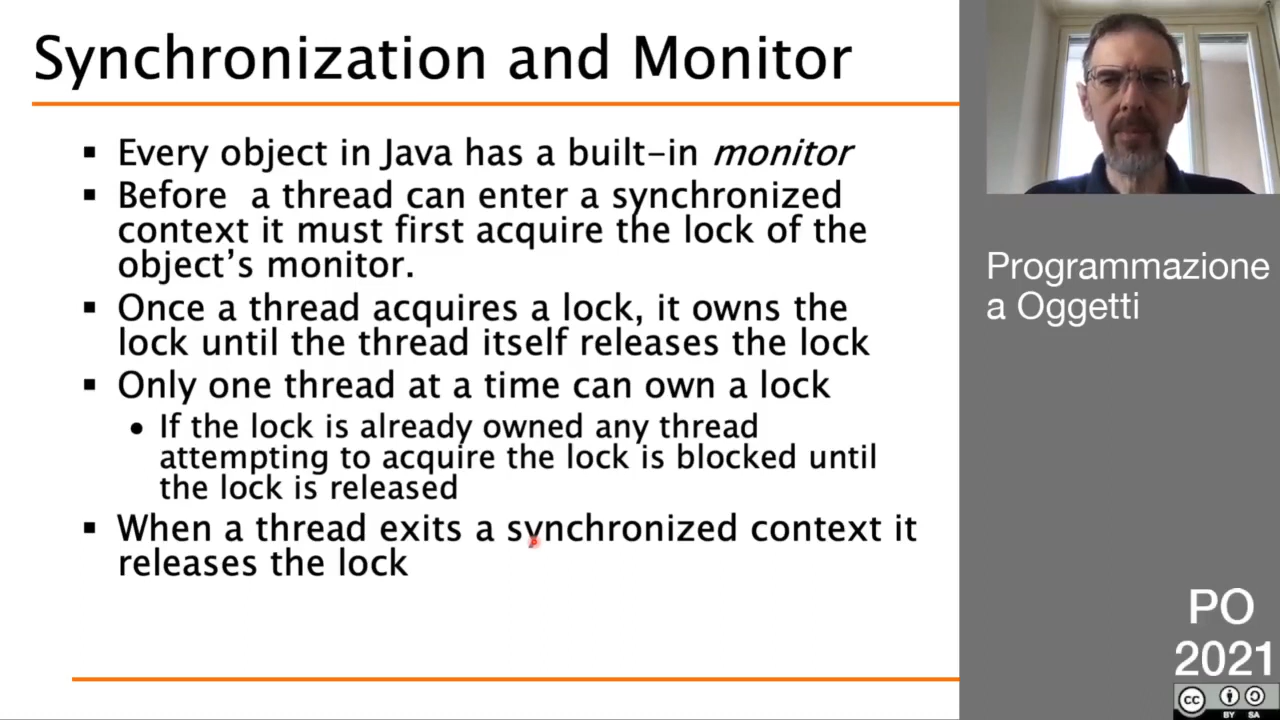 Synchronization and Monitor
▪ Every object in Java has a built-in monitor
▪ Before a thread can enter a synchronized
context it must first acquire the lock of the
object's monitor.
▪ Once a thread acquires a lock, it owns the
lock until the thread itself releases the lock
▪ Only one thread at a time can own a lock
• If the lock is already owned any thread
attempting to acquire the lock is blocked until
the lock is released
▪ When a thread exits a synchronized context it
releases the lock
Programmazione
a Oggetti
PO
2021
cc
BY SA